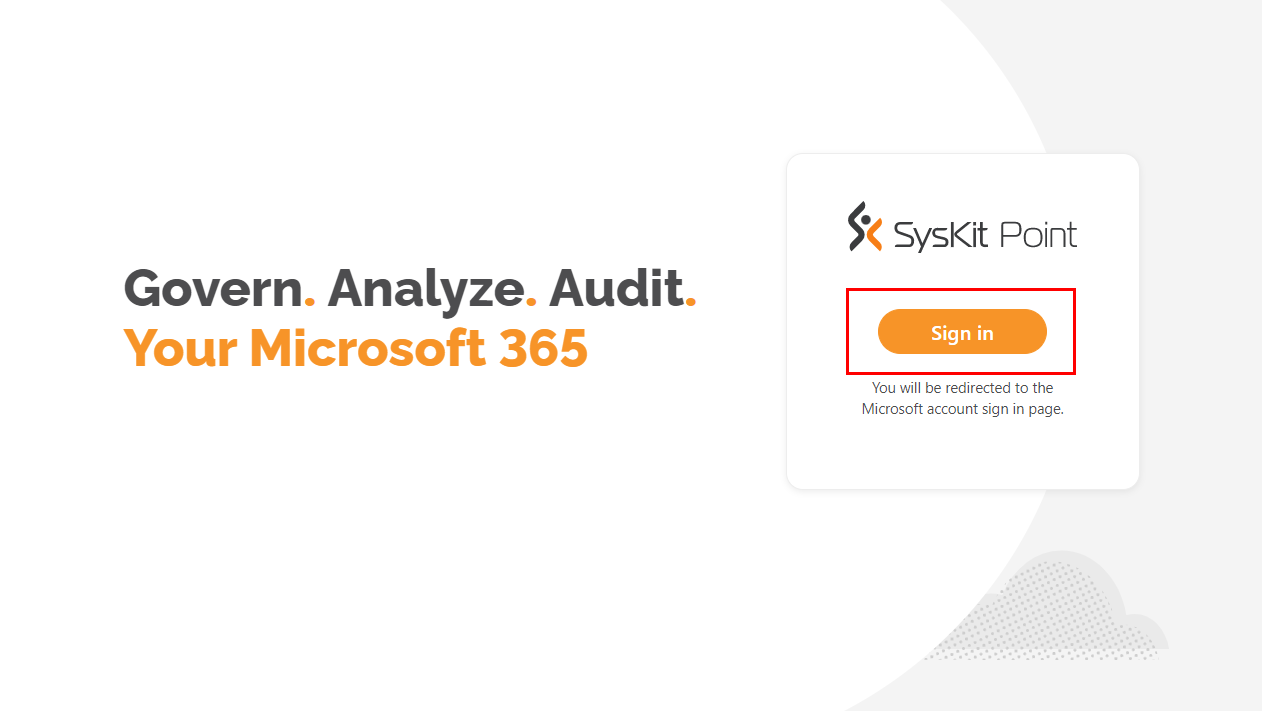 Govern. Analyze. Audit.
Your Microsoft 365
SysKit Point
Sign in
You will be redirected to the
Microsoft account sign in page.